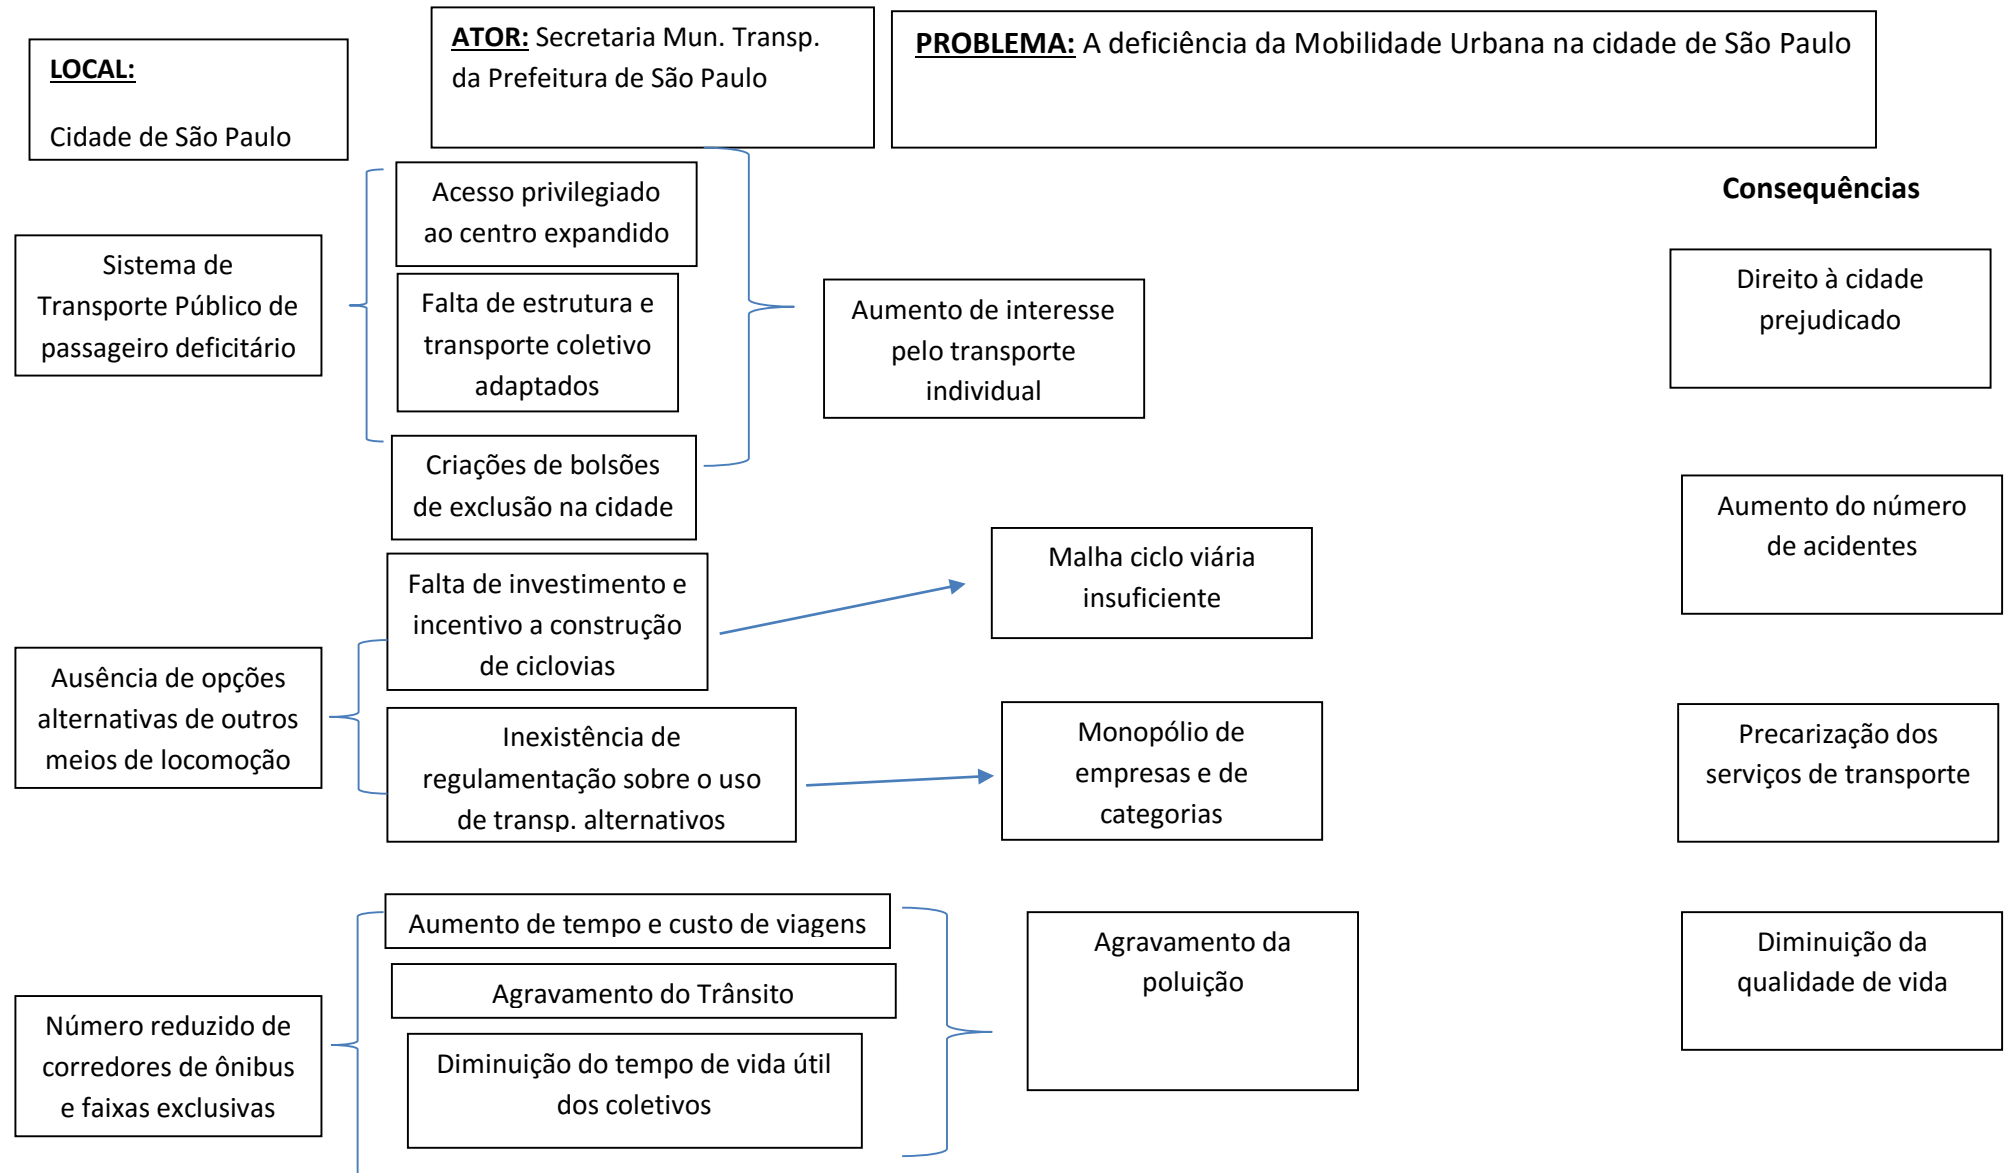 LOCAL:
Cidade de São Paulo
ATOR: Secretaria Mun. Transp.
da Prefeitura de São Paulo
PROBLEMA: A deficiência da Mobilidade Urbana na cidade de São Paulo
Consequências
Sistema de
Transporte Público de
passageiro deficitário
Acesso privilegiado
ao centro expandido
Falta de estrutura e
transporte coletivo
adaptados
Criações de bolsões
de exclusão na cidade
Aumento de interesse
pelo transporte
individual
Direito à cidade
prejudicado
Aumento do número
de acidentes
Ausência de opções
alternativas de outros
meios de locomoção
Falta de investimento e
incentivo a construção
de ciclovias
Malha ciclo viária
insuficiente
Inexistência de
regulamentação sobre o uso
de transp. alternativos
Monopólio de
empresas e de
categorias
Precarização dos
serviços de transporte
Número reduzido de
corredores de ônibus
e faixas exclusivas
Aumento de tempo e custo de viagens
Agravamento do Trânsito
Diminuição do tempo de vida útil
dos coletivos
Agravamento da
poluição
Diminuição da
qualidade de vida